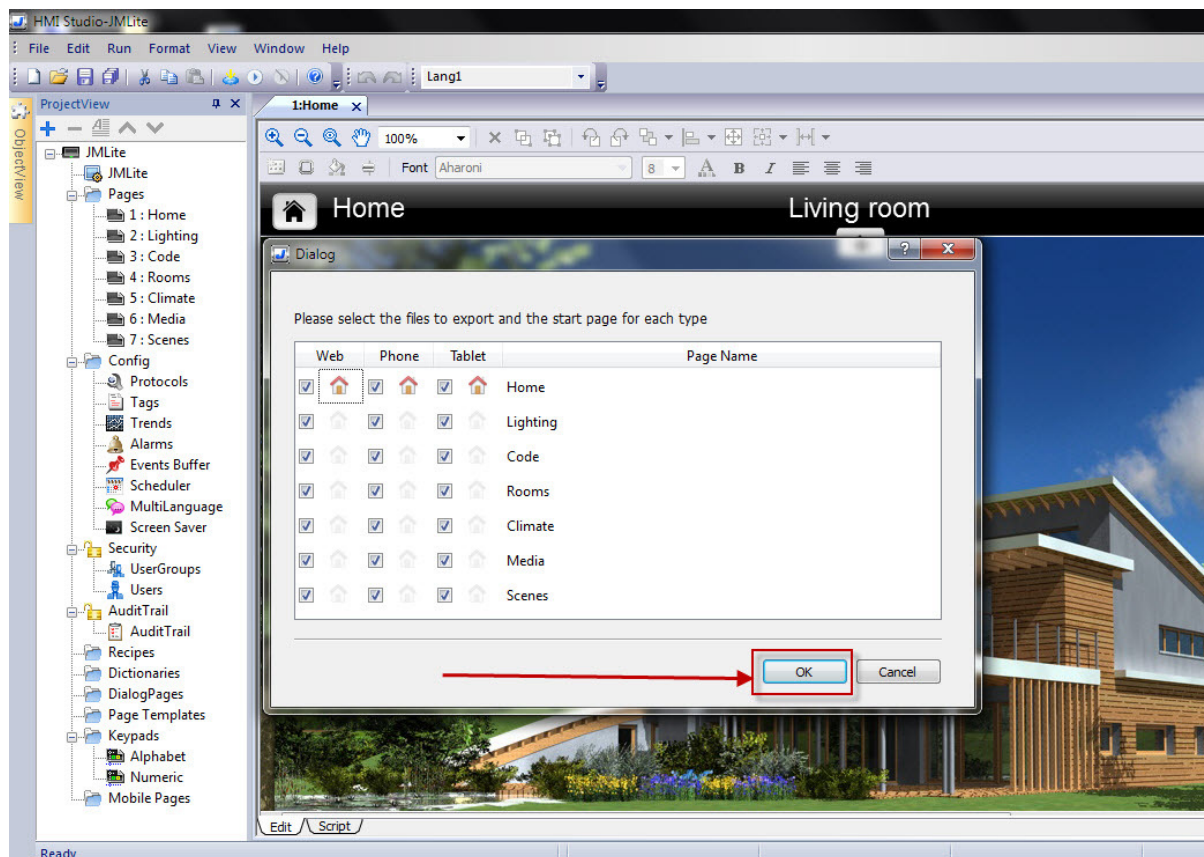 HMI Studio-JMLite
File Edit Run Format View Window Help
Lang1
ObjectView
ProjectView
JMLite
JMLite
Pages
1 : Home
2 : Lighting
3 : Code
4 : Rooms
5 : Climate
6 : Media
7 : Scenes
Config
Protocols
Tags
Trends
Alarms
Events Buffer
Scheduler
MultiLanguage
Screen Saver
Security
UserGroups
Users
AuditTrail
AuditTrail
Recipes
Dictionaries
DialogPages
Page Templates
Keypads
Alphabet
Numeric
Mobile Pages
1:Home
100%
Font Aharoni 8 A B I
Home Living room
Dialog
Please select the files to export and the start page for each type
Web Phone Tablet Page Name
Home
Lighting
Code
Rooms
Climate
Media
Scenes
OK Cancel
Edit Script
Ready